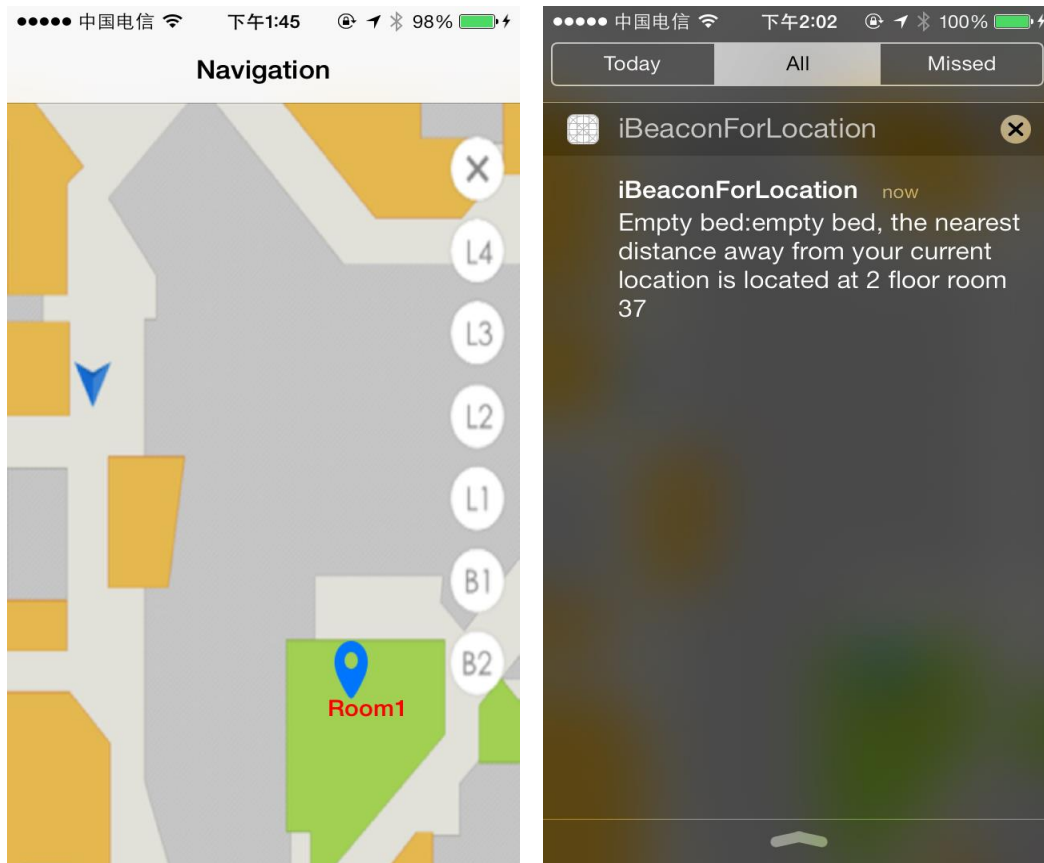 中国电信 下午1:45 98%
Navigation
X
L4
L3
L2
L1
B1
B2
Room1
中国电信 下午2:02 100%
Today All Missed
iBeaconForLocation
iBeaconForLocation now
Empty bed:empty bed, the nearest
distance away from your current
location is located at 2 floor room
37